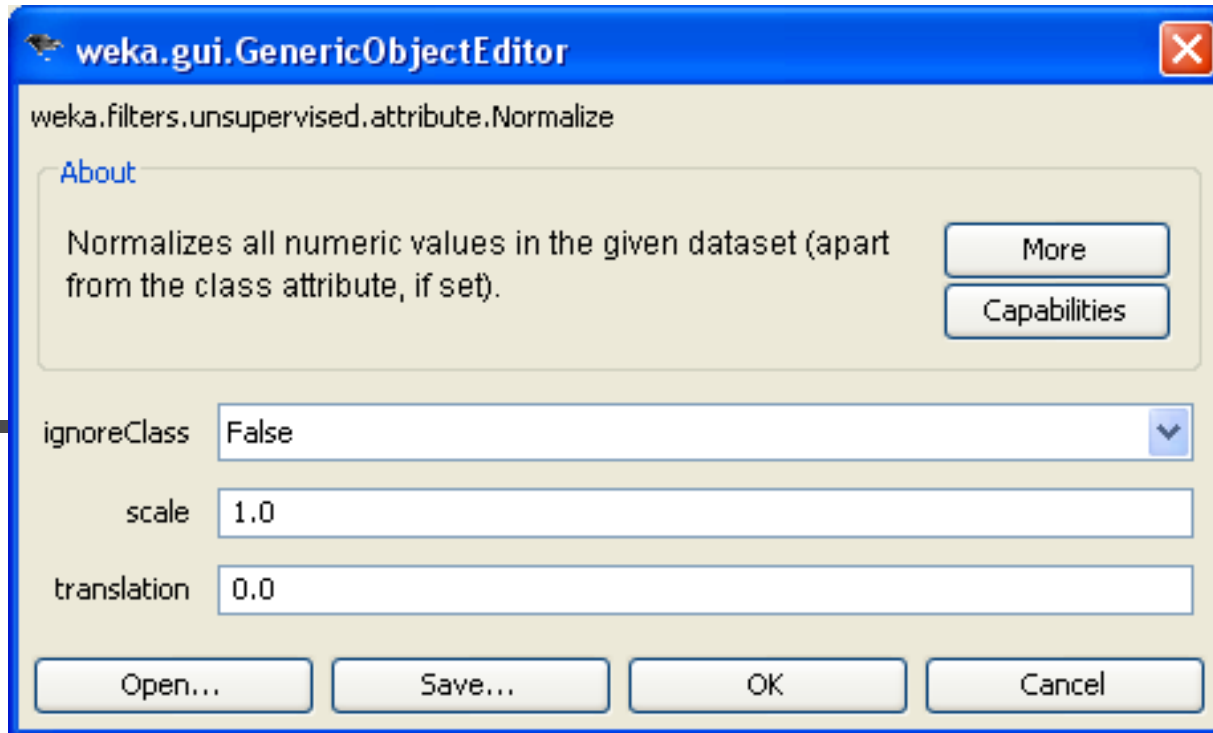 weka.gui.GenericObjectEditor
weka.filters.unsupervised.attribute.Normalize
About
Normalizes all numeric values in the given dataset (apart
from the class attribute, if set).
More
Capabilities
ignoreClass False
scale 1.0
translation 0.0
Open... Save... OK Cancel